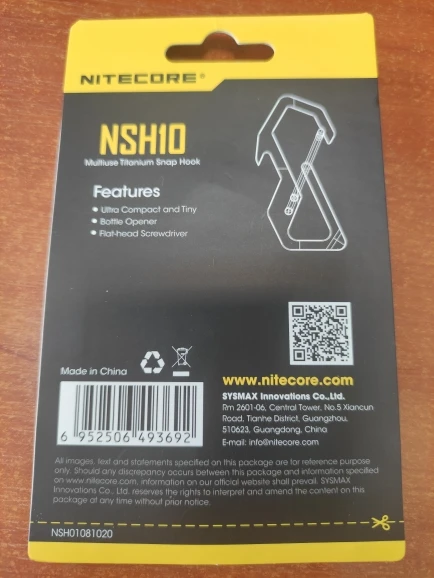 NITECORE®
NSH10
Multiuse Titanium Snap Hook
Features
Ultra Compact and Tiny
Bottle Opener
Flat-head Screwdriver
Made in China
6 952506 493692
www.nitecore.com
SYSMAX Innovations Co.,Ltd.
Rm 2601-06, Central Tower, No.5 Xiancun
Road, Tianhe District, Guangzhou,
510623, Guangdong, China
E-mail: info@nitecore.com
All images, text and statements specified on this package are for reference purpose
only. Should any discrepancy occurs between this package and information specified
on www.nitecore.com, information on our official website shall prevail. SYSMAX
Innovations Co., Ltd. reserves the rights to interpret and amend the content on this
package at any time without prior notice.
NSH01081020